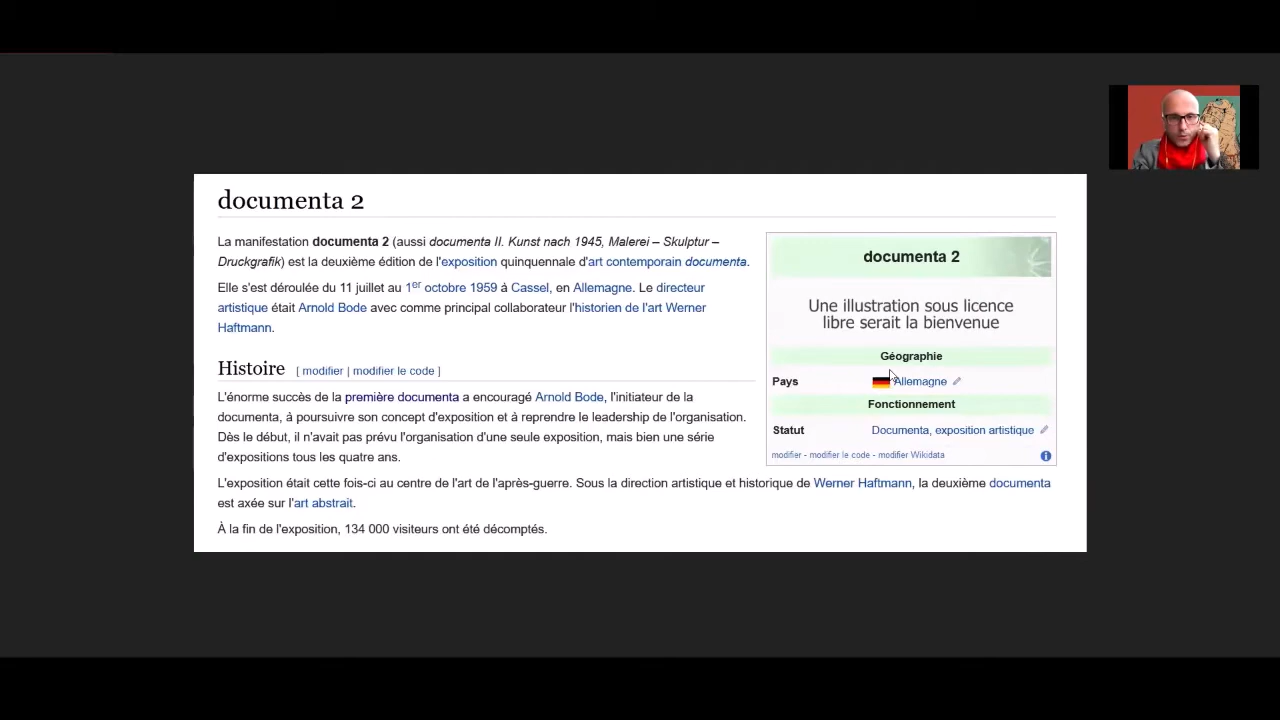 documenta 2
La manifestation documenta 2 (aussi documenta II. Kunst nach 1945, Malerei – Skulptur –
Druckgrafik) est la deuxième édition de l'exposition quinquennale d'art contemporain documenta.
Elle s'est déroulée du 11 juillet au 1er octobre 1959 à Cassel, en Allemagne. Le directeur
artistique était Arnold Bode avec comme principal collaborateur l'historien de l'art Werner
Haftmann.
Histoire [ modifier | modifier le code ]
L'énorme succès de la première documenta a encouragé Arnold Bode, l'initiateur de la
documenta, à poursuivre son concept d'exposition et à reprendre le leadership de l'organisation.
Dès le début, il n'avait pas prévu l'organisation d'une seule exposition, mais bien une série
d'expositions tous les quatre ans.
L'exposition était cette fois-ci au centre de l'art de l'après-guerre. Sous la direction artistique et historique de Werner Haftmann, la deuxième documenta
est axée sur l'art abstrait.
À la fin de l'exposition, 134 000 visiteurs ont été décomptés.
documenta 2
Une illustration sous licence
libre serait la bienvenue
Géographie
Pays Allemagne
Fonctionnement
Statut Documenta, exposition artistique
modifier - modifier le code - modifier Wikidata